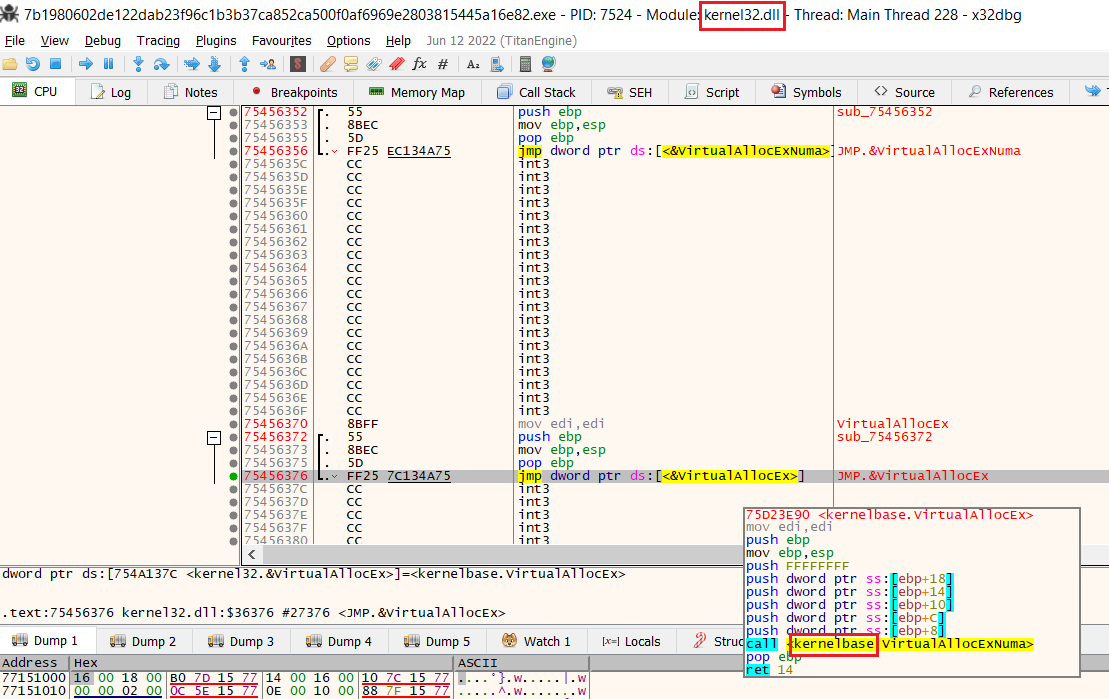 7b1980602de122dab23f96c1b3b37ca852ca500f0af6969e2803815445a16e82.exe - PID: 7524 - Module: kernel32.dll - Thread: Main Thread 228 - x32dbg
File View Debug Tracing Plugins Favourites Options Help Jun 12 2022 (TitanEngine)
CPU Log Notes Breakpoints Memory Map Call Stack SEH Script Symbols Source References
75456352 55 push ebp sub_75456352
75456353 8BEC mov ebp,esp
75456355 5D pop ebp
75456356 FF25 EC134A75 jmp dword ptr ds:[<&VirtualAllocExNuma>] JMP.&VirtualAllocExNuma
7545635C CC int3
7545635D CC int3
7545635E CC int3
7545635F CC int3
75456360 CC int3
75456361 CC int3
75456362 CC int3
75456363 CC int3
75456364 CC int3
75456365 CC int3
75456366 CC int3
75456367 CC int3
75456368 CC int3
75456369 CC int3
7545636A CC int3
7545636B CC int3
7545636C CC int3
7545636D CC int3
7545636E CC int3
7545636F CC int3
75456370 8BFF mov edi,edi VirtualAllocEx
75456372 55 push ebp sub_75456372
75456373 8BEC mov ebp,esp
75456375 5D pop ebp
75456376 FF25 7C134A75 jmp dword ptr ds:[<&VirtualAllocEx>] JMP.&VirtualAllocEx
7545637C CC int3
7545637D CC int3
7545637E CC int3
7545637F CC int3
75456380 CC int3
75D23E90 <kernelbase.VirtualAllocEx>
mov edi,edi
push ebp
mov ebp,esp
push FFFFFFFF
push dword ptr ss:[ebp+18]
push dword ptr ss:[ebp+14]
push dword ptr ss:[ebp+10]
push dword ptr ss:[ebp+C]
push dword ptr ss:[ebp+8]
call <kernelbase.VirtualAllocExNuma>
pop ebp
ret 14
dword ptr ds:[754A137C <kernel32.&VirtualAllocEx>]=<kernelbase.VirtualAllocEx>
.text:75456376 kernel32.dll:$36376 #27376 <JMP.&VirtualAllocEx>
Dump 1 Dump 2 Dump 3 Dump 4 Dump 5 Watch 1 [x=] Locals Struc
Address Hex ASCII
77151000 16 00 18 00 B0 7D 15 77 14 00 16 00 10 7C 15 77 ....°}.w.....|.w
77151010 00 00 02 00 0C 5E 15 77 0E 00 10 00 88 7F 15 77 .....^.w.......w